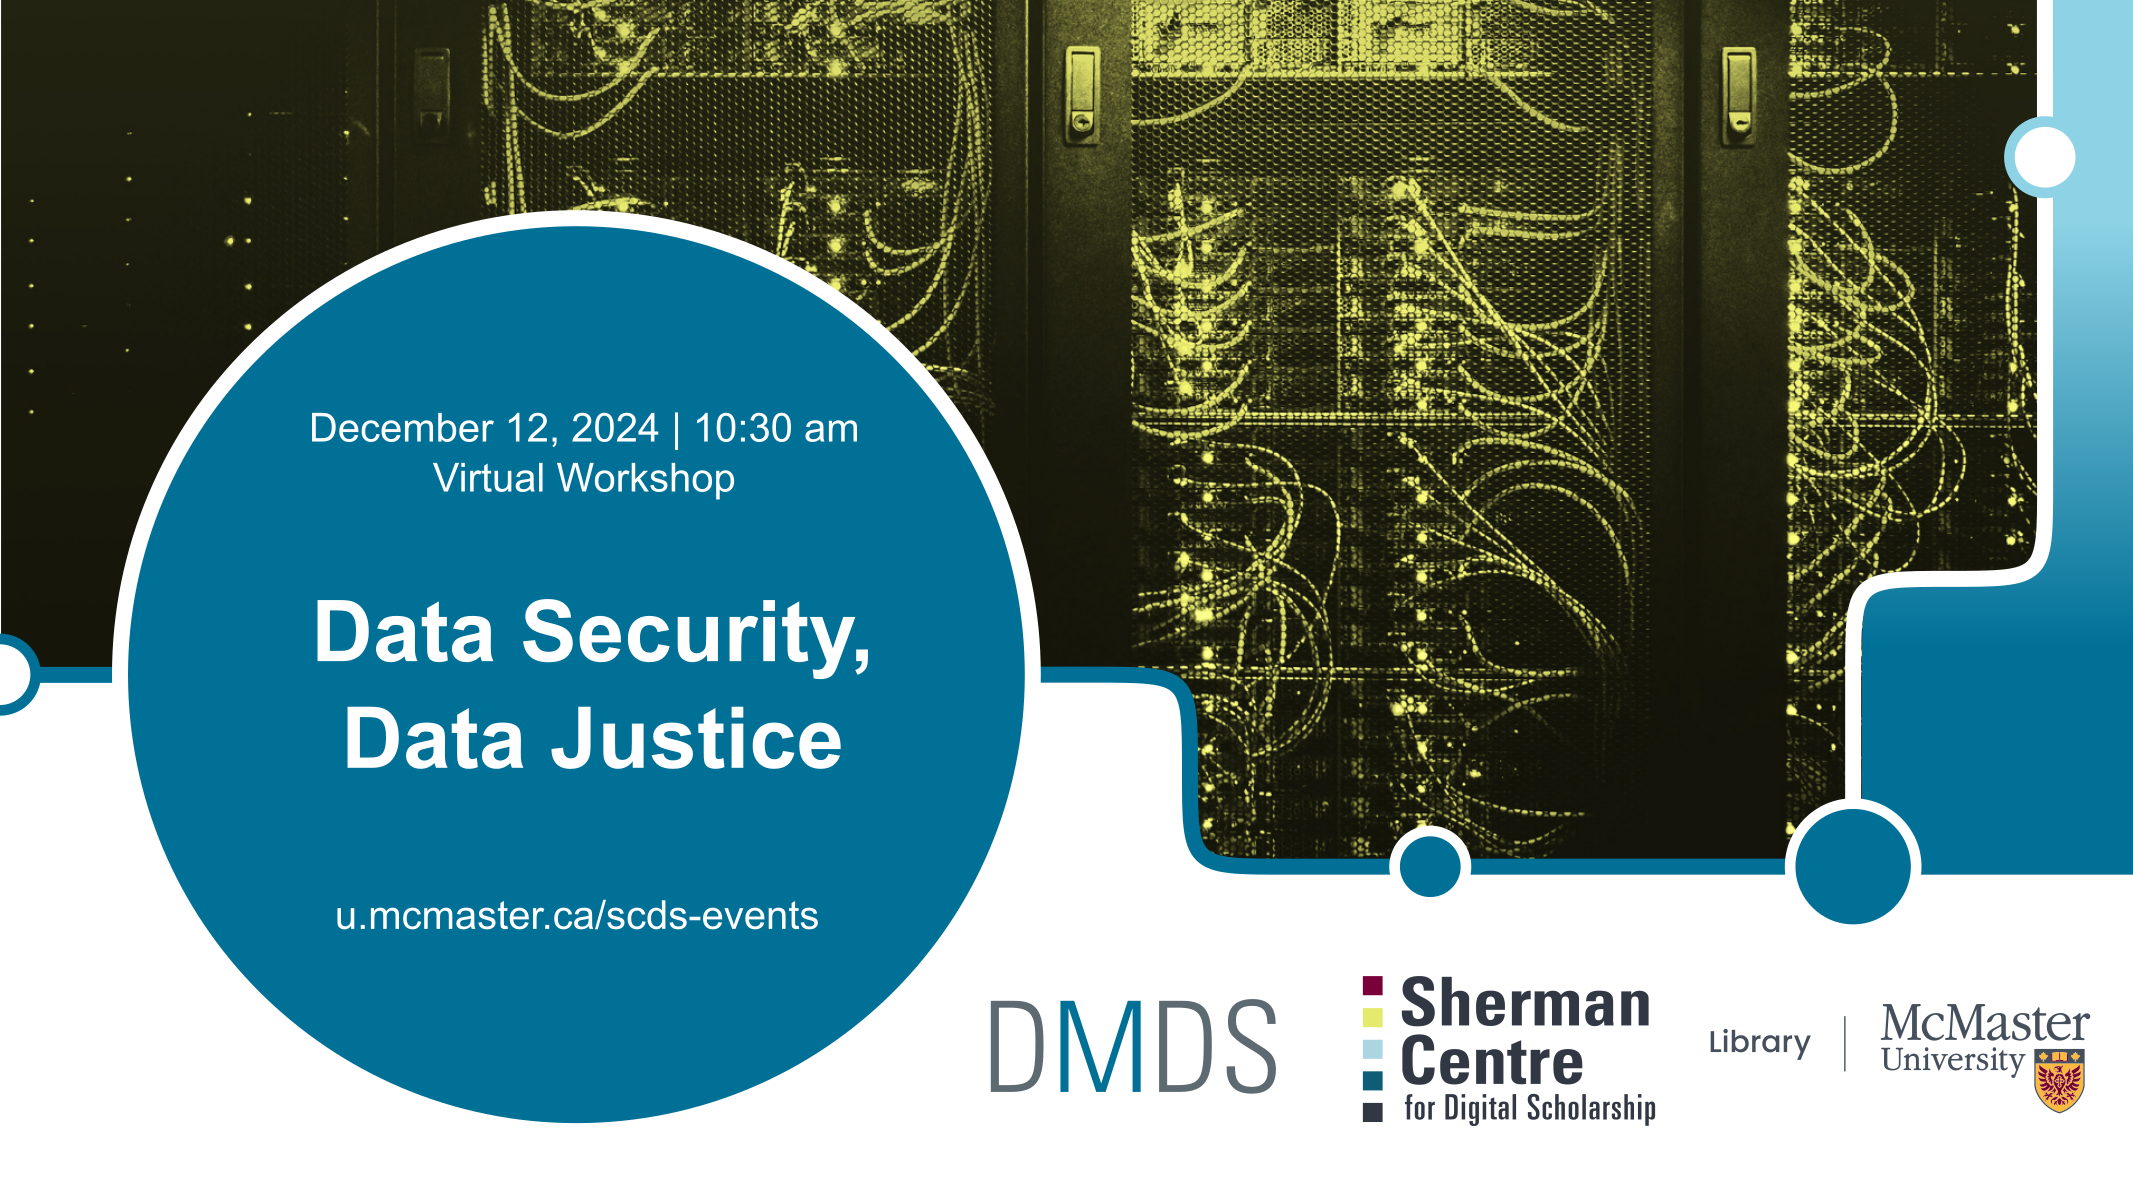 December 12, 2024 | 10:30 am
Virtual Workshop
Data Security,
Data Justice
u.mcmaster.ca/scds-events
DMDS
Sherman
Centre
for Digital Scholarship
Library
McMaster
University